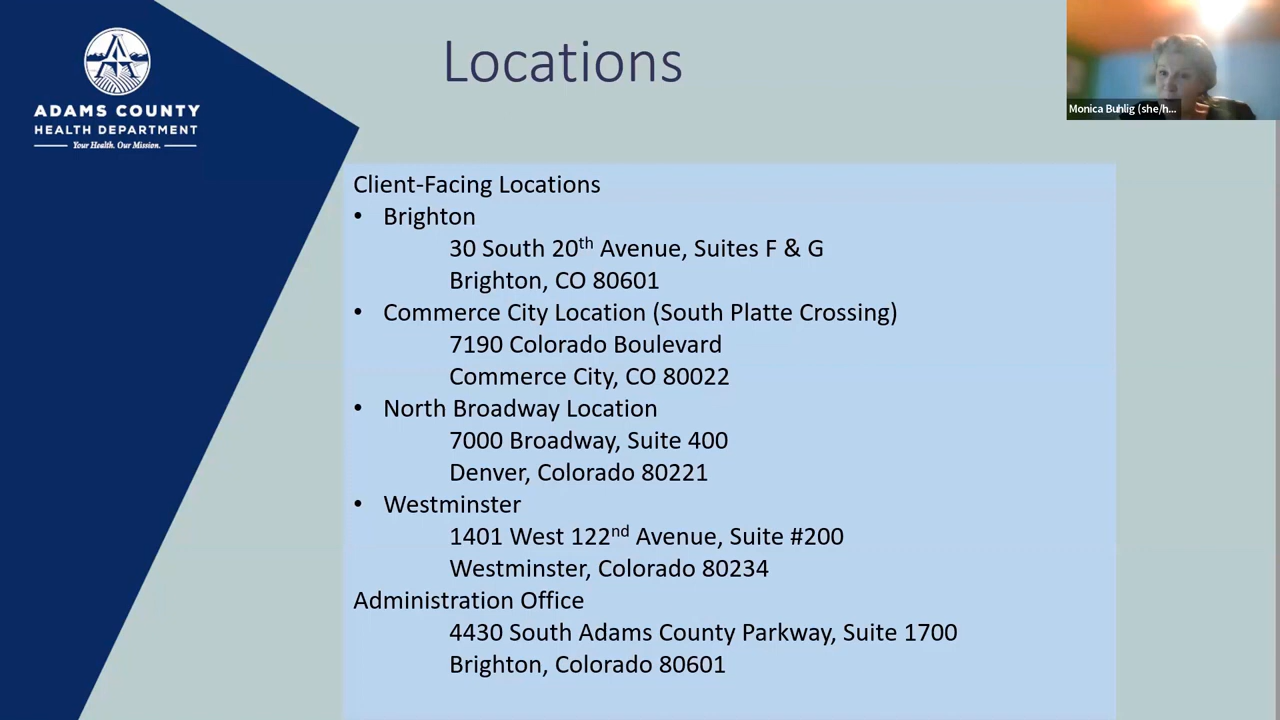 Locations
ADAMS COUNTY
HEALTH DEPARTMENT
Your Health. Our Mission.
Monica Buhlig (she/h...
Client-Facing Locations
• Brighton
30 South 20th Avenue, Suites F & G
Brighton, CO 80601
• Commerce City Location (South Platte Crossing)
7190 Colorado Boulevard
Commerce City, CO 80022
• North Broadway Location
7000 Broadway, Suite 400
Denver, Colorado 80221
• Westminster
1401 West 122nd Avenue, Suite #200
Westminster, Colorado 80234
Administration Office
4430 South Adams County Parkway, Suite 1700
Brighton, Colorado 80601